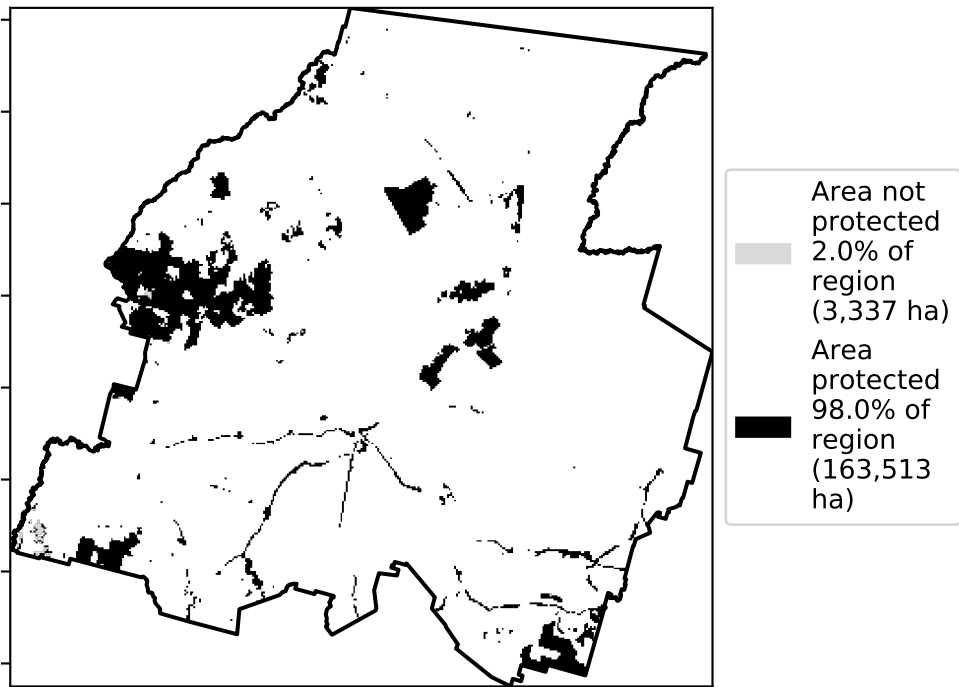 Area not
protected
2.0% of
region
(3,337 ha)
Area
protected
98.0% of
region
(163,513
ha)